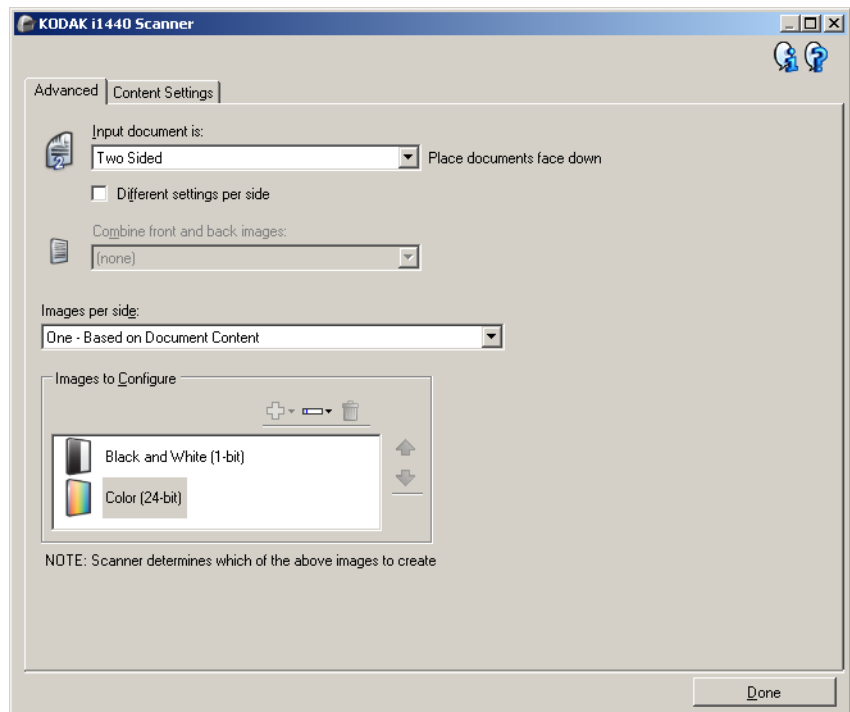 KODAK i1440 Scanner
Advanced Content Settings
Input document is:
Two Sided Place documents face down
Different settings per side
Combine front and back images:
(none)
Images per side:
One - Based on Document Content
Images to Configure
Black and White (1-bit)
Color (24-bit)
NOTE: Scanner determines which of the above images to create
Done